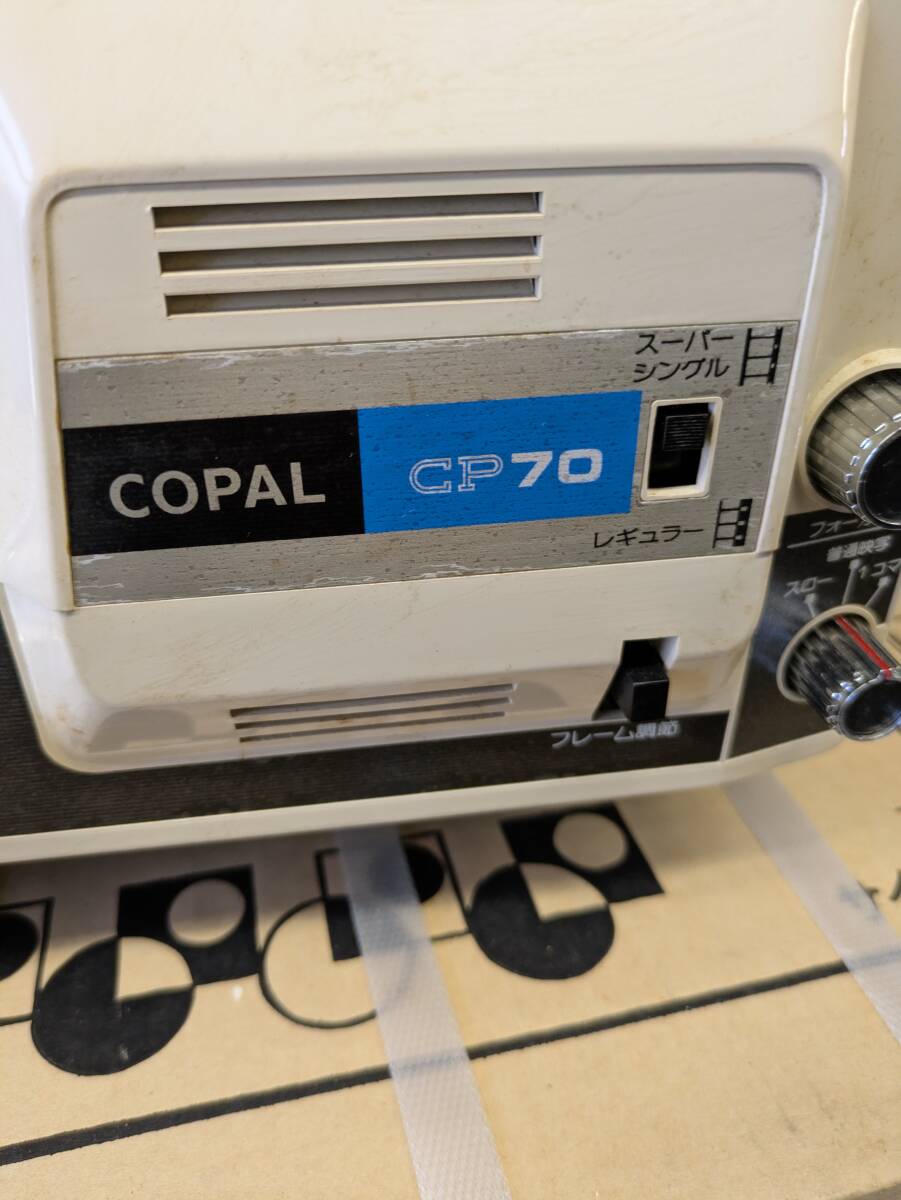 スーパー
シングル
COPAL CP70
レギュラー
普通映写
スロー
1コマ
フレーム調節